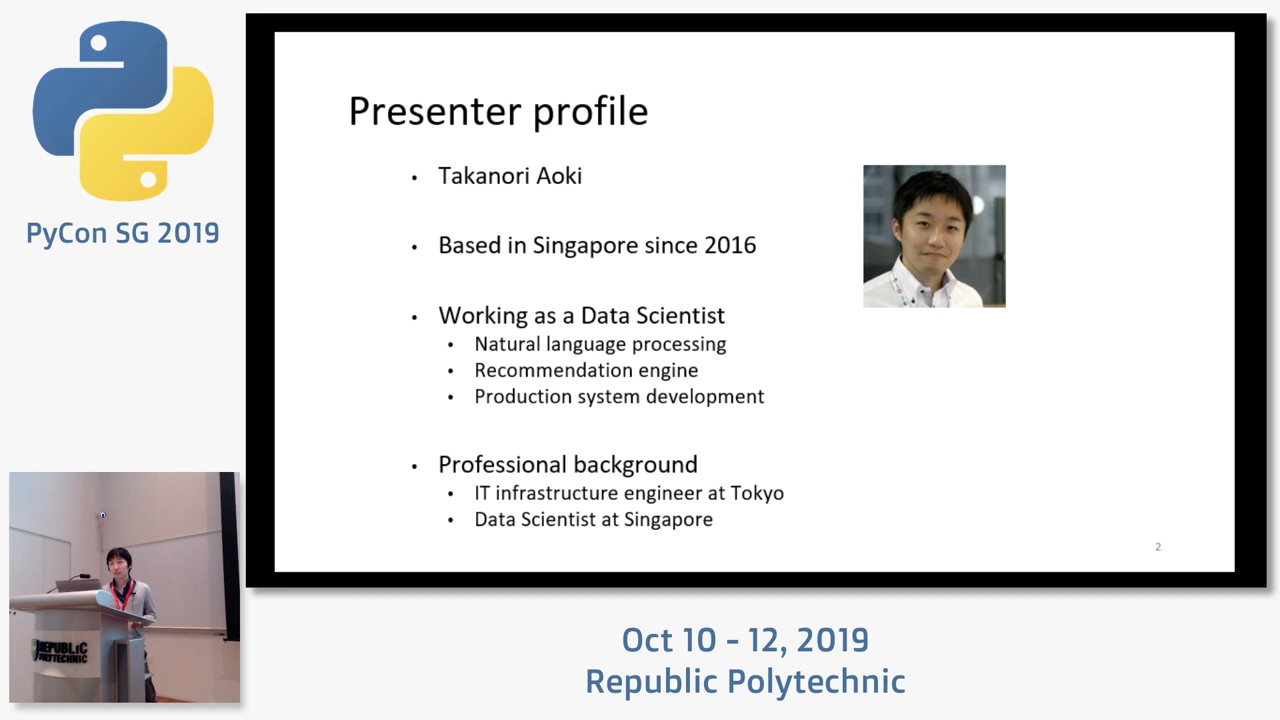 PyCon SG 2019
Presenter profile
• Takanori Aoki
• Based in Singapore since 2016
• Working as a Data Scientist
• Natural language processing
• Recommendation engine
• Production system development
• Professional background
• IT infrastructure engineer at Tokyo
• Data Scientist at Singapore
2
REPUBLIC
POLYTECHNIC
Oct 10 - 12, 2019
Republic Polytechnic